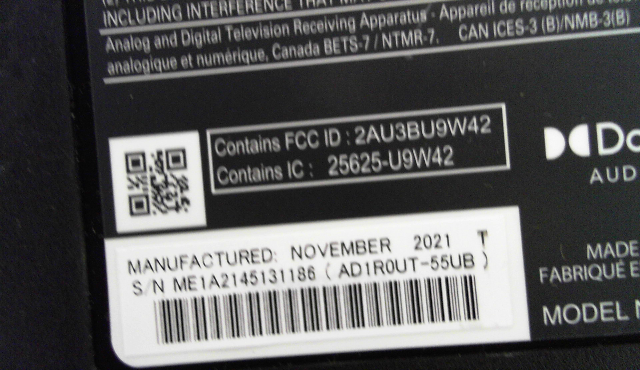 INCLUDING INTERFERENCE THAT MAY
Analog and Digital Television Receiving Apparatus - Appareil de réception de
analogique et numérique, Canada BETS-7 / NTMR-7. CAN ICES-3 (B)/NMB-3(B)
Contains FCC ID : 2AU3BU9W42
Contains IC : 25625-U9W42
AUD
MANUFACTURED: NOVEMBER 2021 T
S/N ME1A2145131186 ( AD1R0UT-55UB )
MADE
FABRIQUÉ E
MODEL N